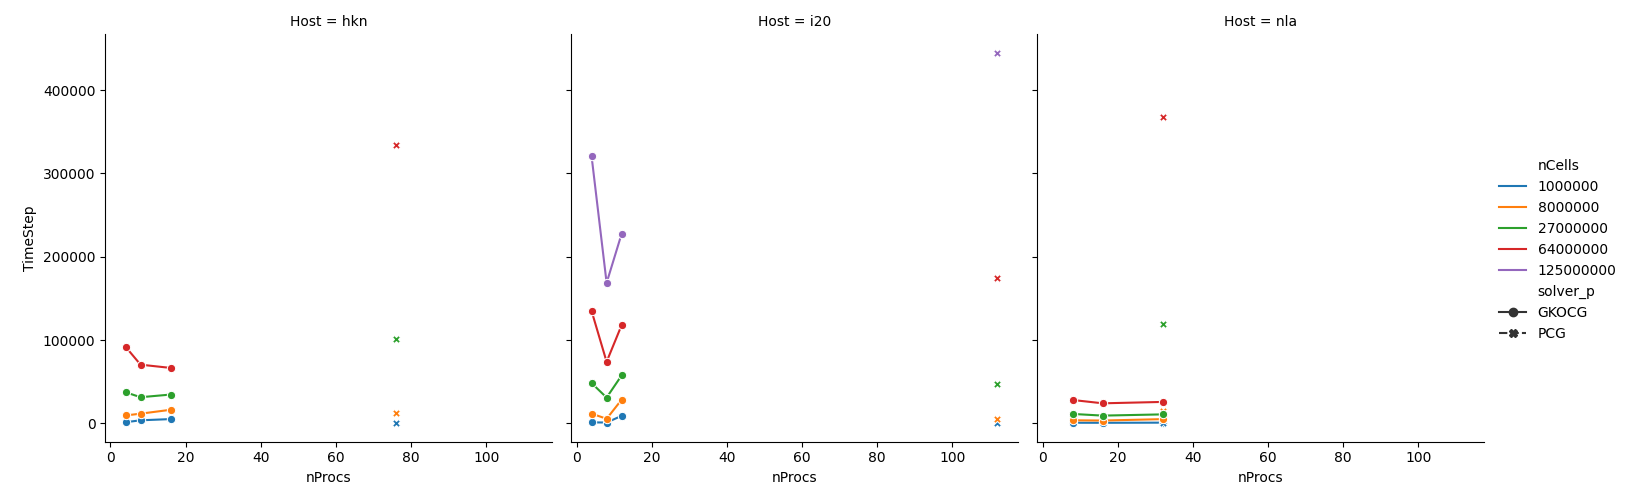 Host = hkn
Host = i20
Host = nla
TimeStep
400000
300000
200000
100000
0
0 20 40 60 80 100
nProcs
0 20 40 60 80 100
nProcs
0 20 40 60 80 100
nProcs
nCells
1000000
8000000
27000000
64000000
125000000
solver_p
GKOCG
PCG